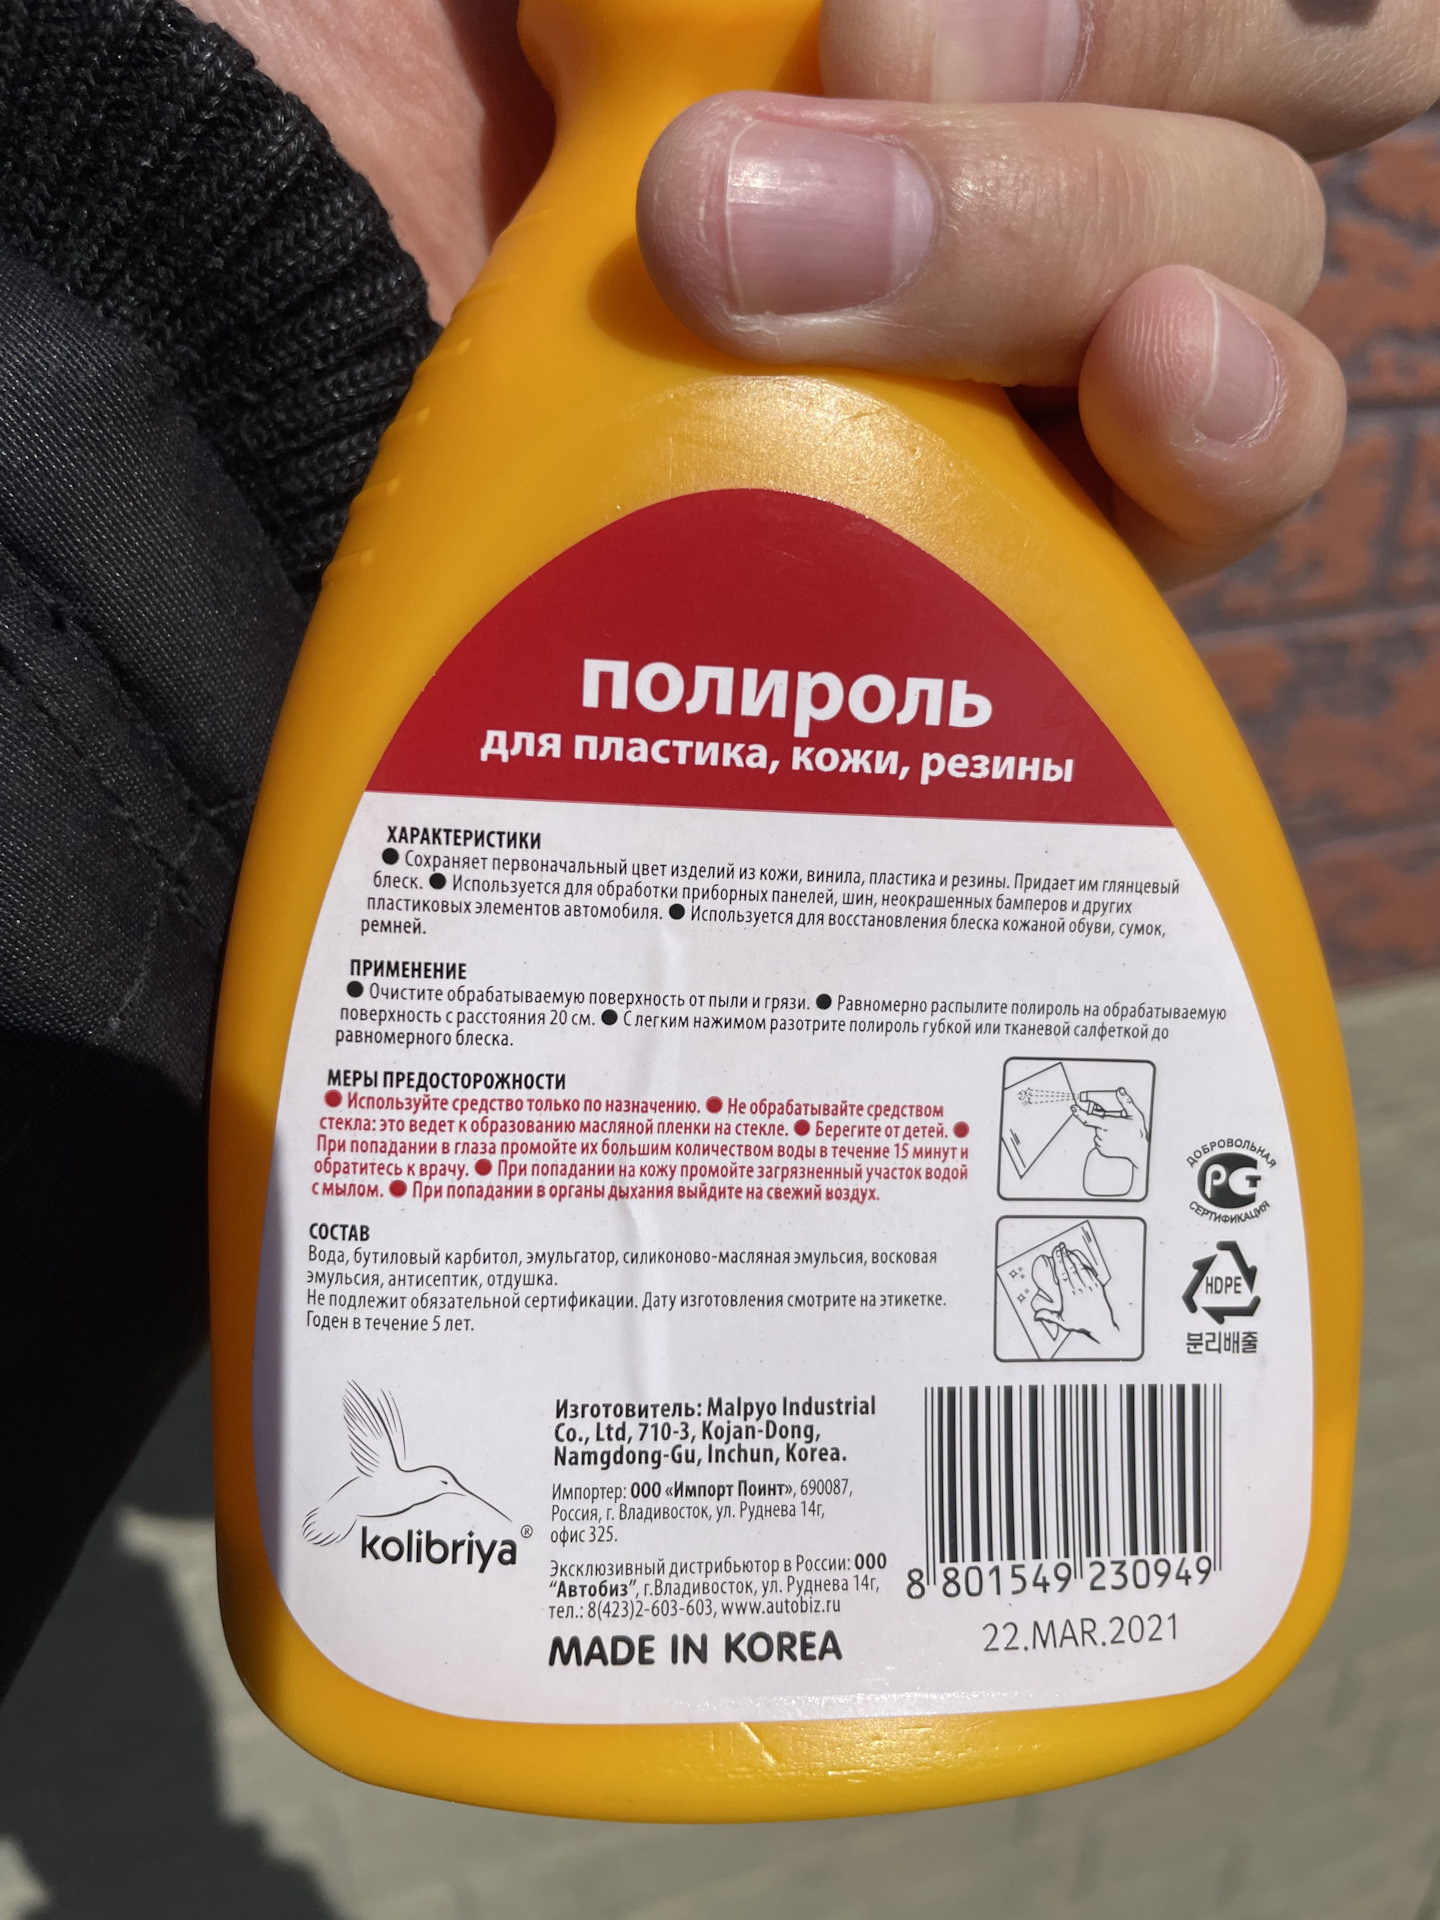 полироль
для пластика, кожи, резины
ХАРАКТЕРИСТИКИ
● Сохраняет первоначальный цвет изделий из кожи, винила, пластика и резины. Придает им глянцевый
блеск. ● Используется для обработки приборных панелей, шин, неокрашенных бамперов и других
пластиковых элементов автомобиля. ● Используется для восстановления блеска кожаной обуви, сумок,
ремней.
ПРИМЕНЕНИЕ
● Очистите обрабатываемую поверхность от пыли и грязи. ● Равномерно распылите полироль на обрабатываемую
поверхность с расстояния 20 см. ● С легким нажимом разотрите полироль губкой или тканевой салфеткой до
равномерного блеска.
МЕРЫ ПРЕДОСТОРОЖНОСТИ
● Используйте средство только по назначению. ● Не обрабатывайте средством
стекла: это ведет к образованию масляной пленки на стекле. ● Берегите от детей. ●
При попадании в глаза промойте их большим количеством воды в течение 15 минут и
обратитесь к врачу. ● При попадании на кожу промойте загрязненный участок водой
с мылом. ● При попадании в органы дыхания выйдите на свежий воздух.
ДОБРОВОЛЬНАЯ
РСТ
СЕРТИФИКАЦИЯ
СОСТАВ
Вода, бутиловый карбитол, эмульгатор, силиконово-масляная эмульсия, восковая
эмульсия, антисептик, отдушка.
Не подлежит обязательной сертификации. Дату изготовления смотрите на этикетке.
Годен в течение 5 лет.
HDPE
분리배출
kolibriya®
Изготовитель: Malpyo Industrial
Co., Ltd, 710-3, Kojan-Dong,
Namgdong-Gu, Inchun, Korea.
Импортер: ООО «Импорт Поинт», 690087,
Россия, г. Владивосток, ул. Руднева 14г,
офис 325.
Эксклюзивный дистрибьютор в России: ООО
“Автобиз”, г.Владивосток, ул. Руднева 14г,
тел.: 8(423)2-603-603, www.autobiz.ru
MADE IN KOREA
8 801549 230949
22.MAR.2021